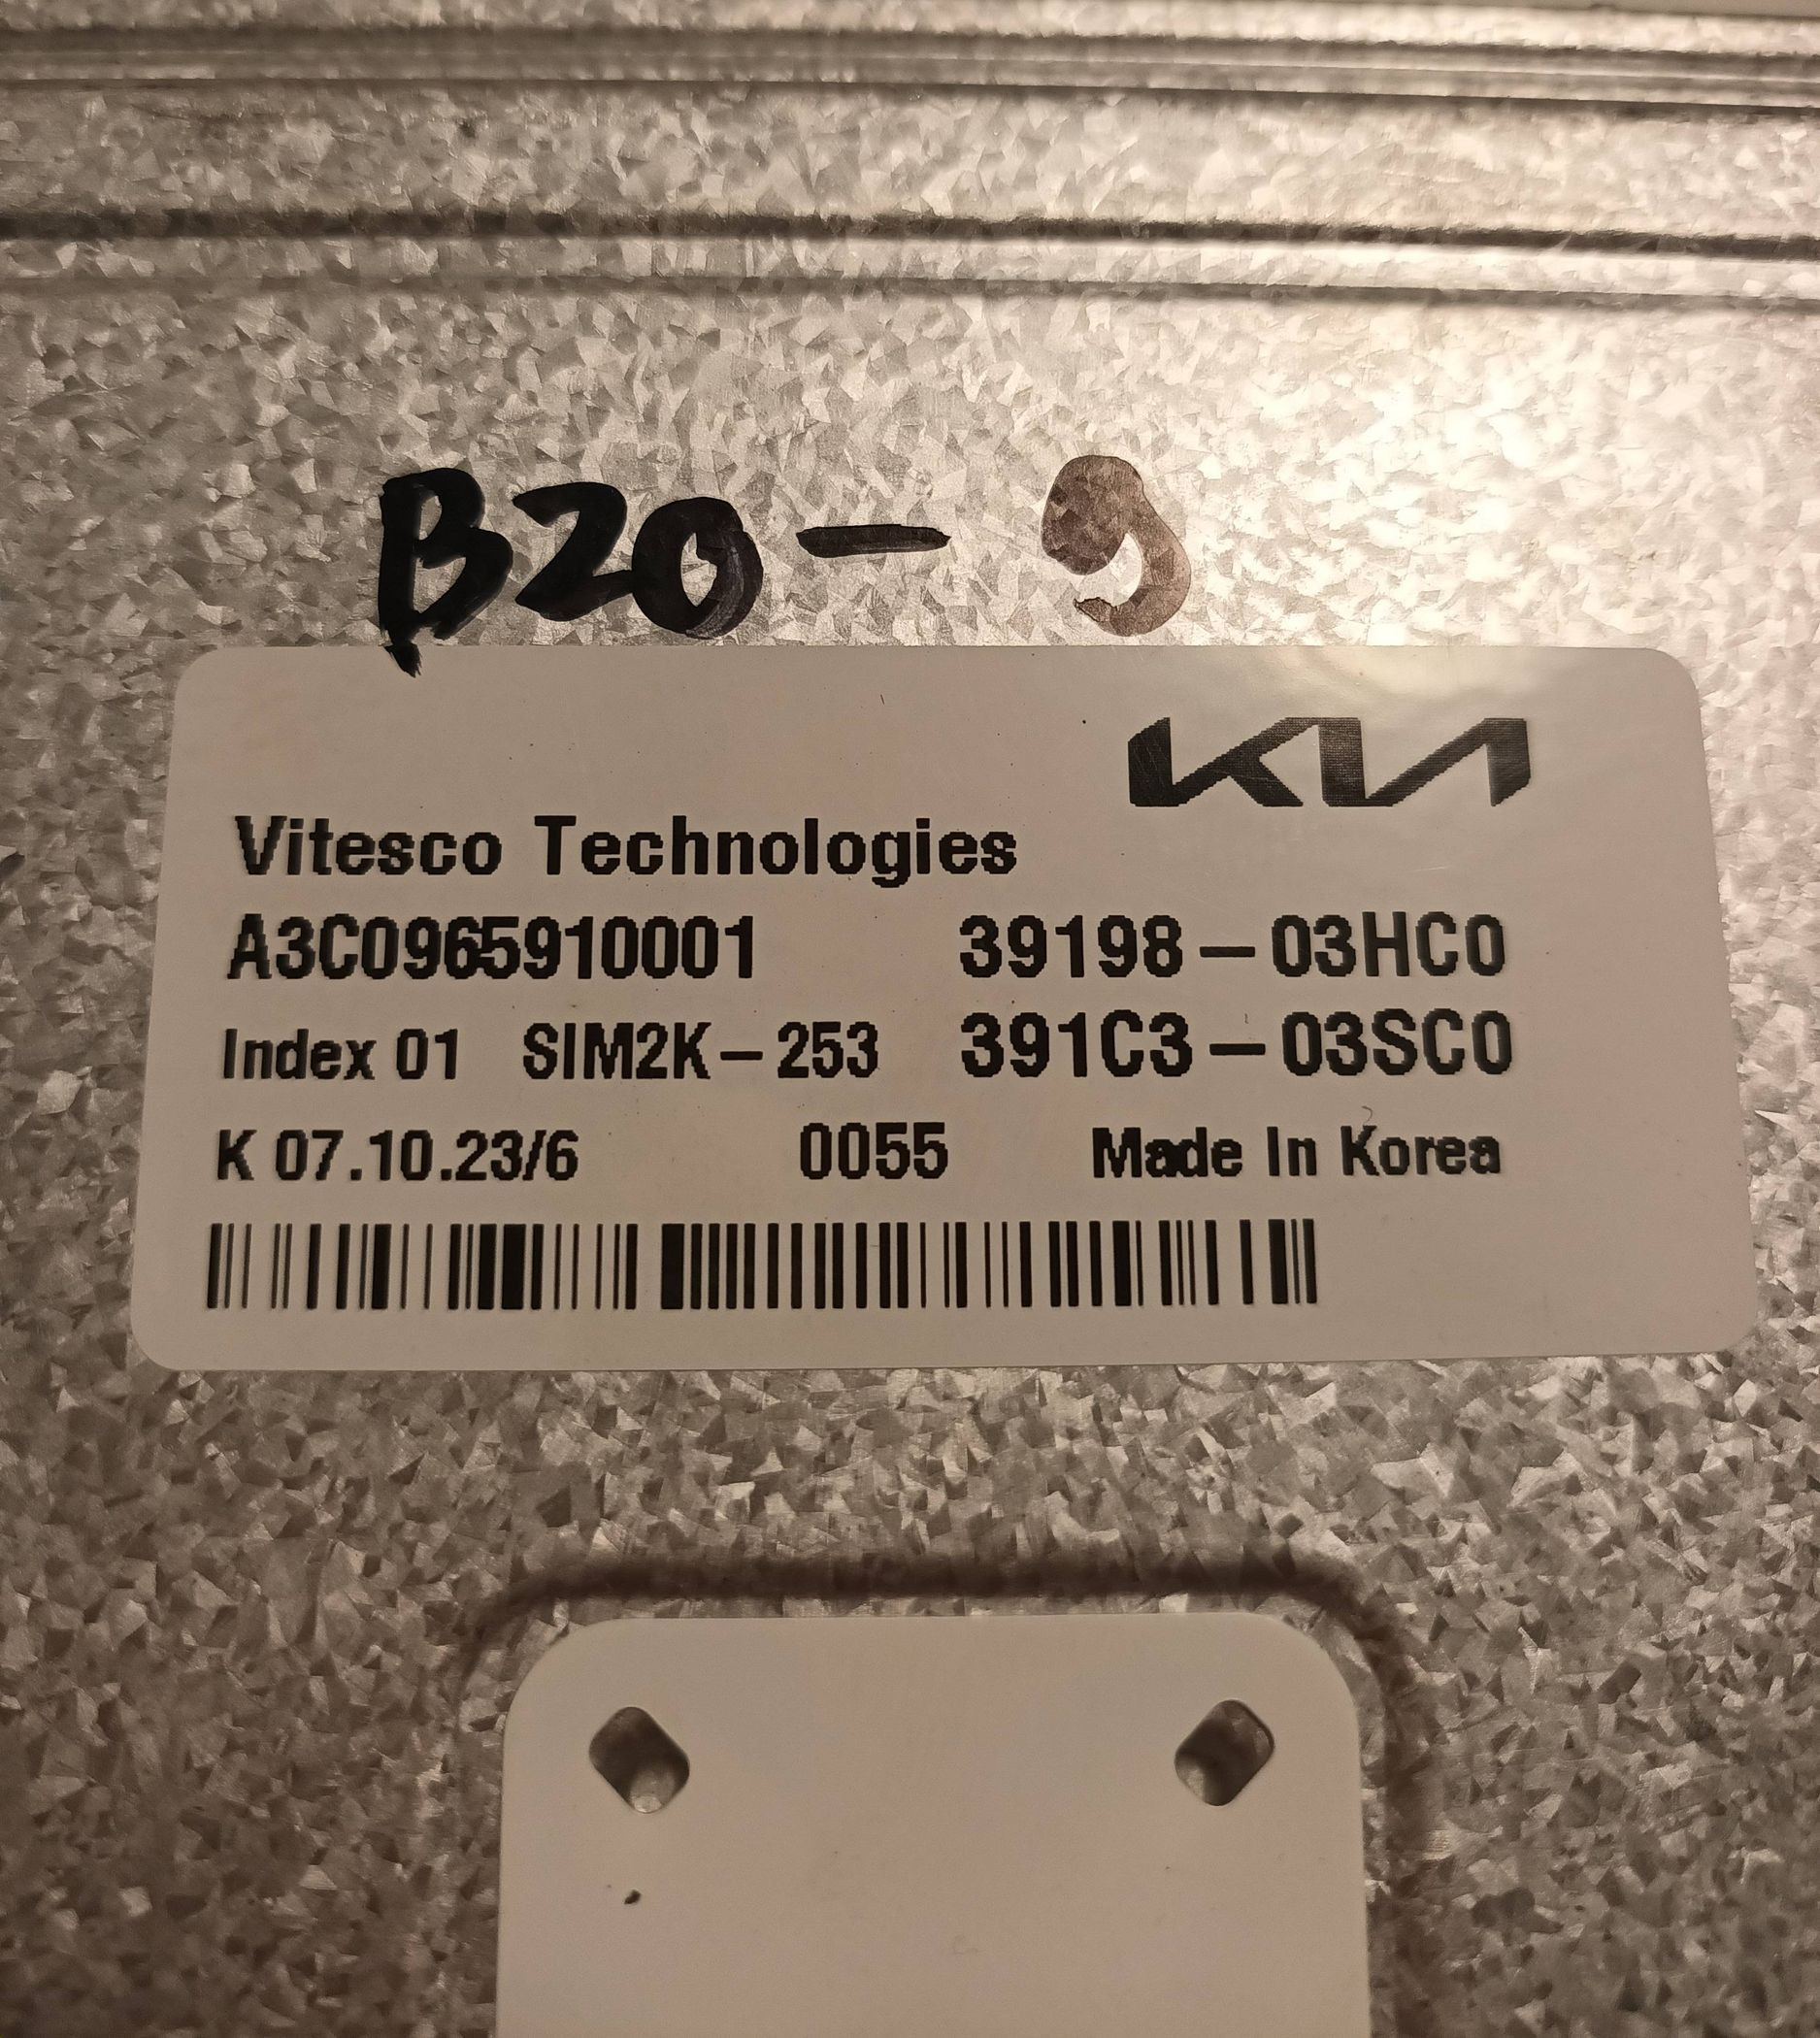 B20-9
KIA
Vitesco Technologies
A3C0965910001 39198-03HC0
Index 01 SIM2K-253 391C3-03SC0
K 07.10.23/6 0055 Made In Korea